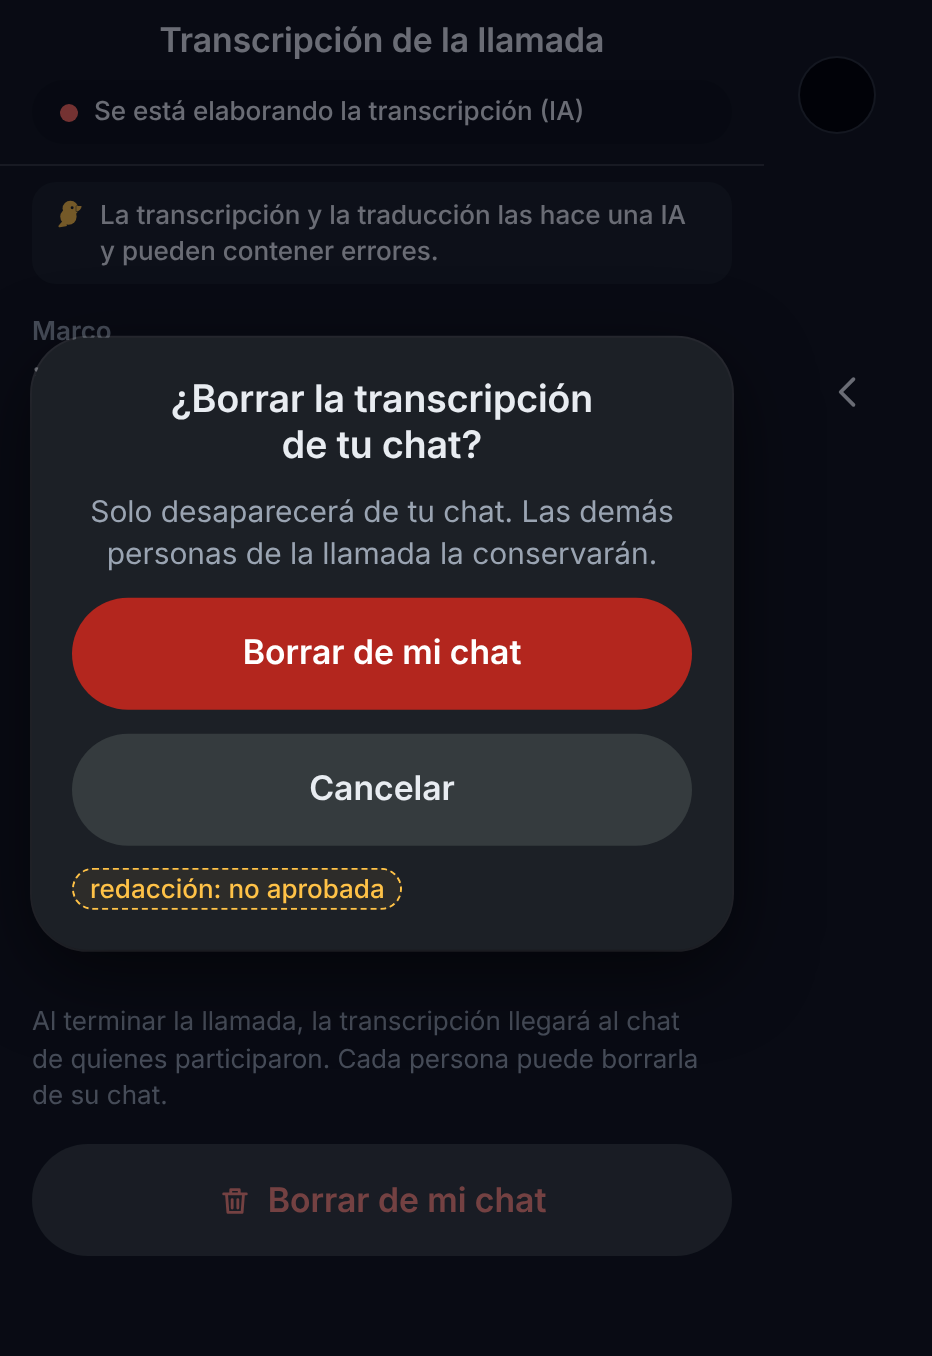 Transcripción de la llamada
Se está elaborando la transcripción (IA)
La transcripción y la traducción las hace una IA
y pueden contener errores.
Marco
¿Borrar la transcripción
de tu chat?
Solo desaparecerá de tu chat. Las demás
personas de la llamada la conservarán.
Borrar de mi chat
Cancelar
redacción: no aprobada
Al terminar la llamada, la transcripción llegará al chat
de quienes participaron. Cada persona puede borrarla
de su chat.
Borrar de mi chat